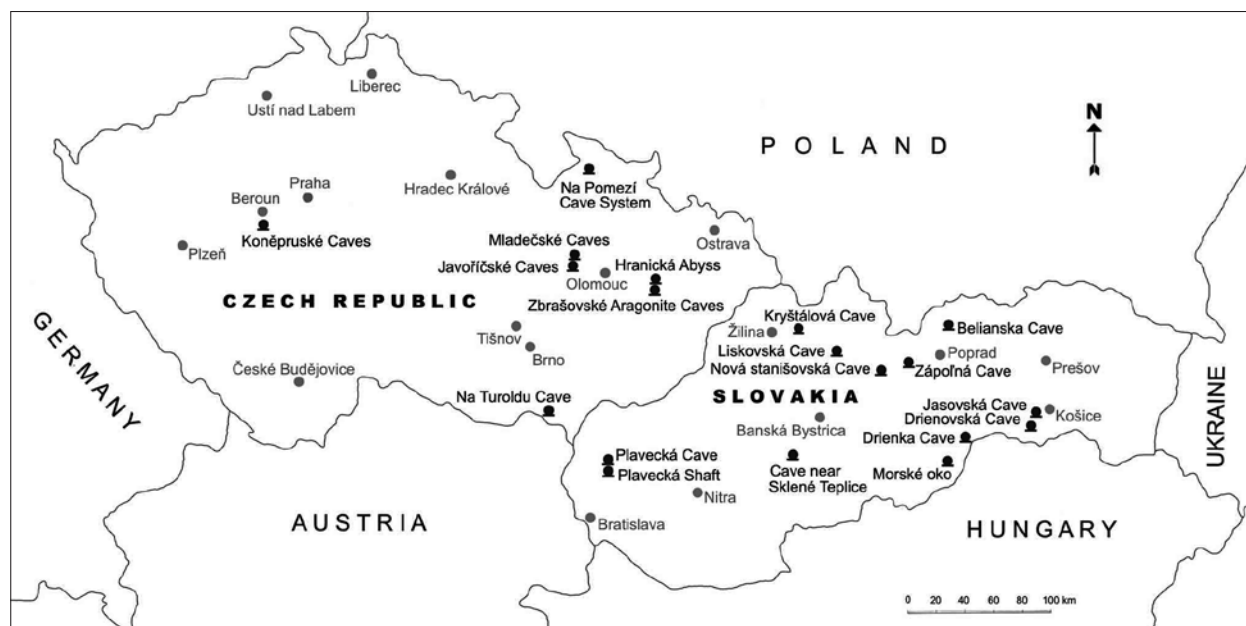 Liberec
Ustí nad Labem
N
POLAND
Praha
Hradec Králové
Na Pomezí
Cave System
Beroun
Koněpruské Caves
Plzeň
Mladečské Caves
Ostrava
Javoříčské Caves
Hranická Abyss
Olomouc
CZECH REPUBLIC
Zbrašovské Aragonite Caves
GERMANY
Tišnov
Brno
Kryštálová Cave
Žilina
Belianska Cave
Liskovská Cave
Poprad
Nová stanišovská Cave
Zápoľná Cave
Prešov
České Budějovice
Na Turoldu Cave
SLOVAKIA
Jasovská Cave
Košice
Drienovská Cave
UKRAINE
Banská Bystrica
Drienka Cave
Plavecká Cave
Plavecká Shaft
Cave near
Sklené Teplice
Morské oko
Nitra
Bratislava
AUSTRIA
HUNGARY
0 20 40 60 80 100 km